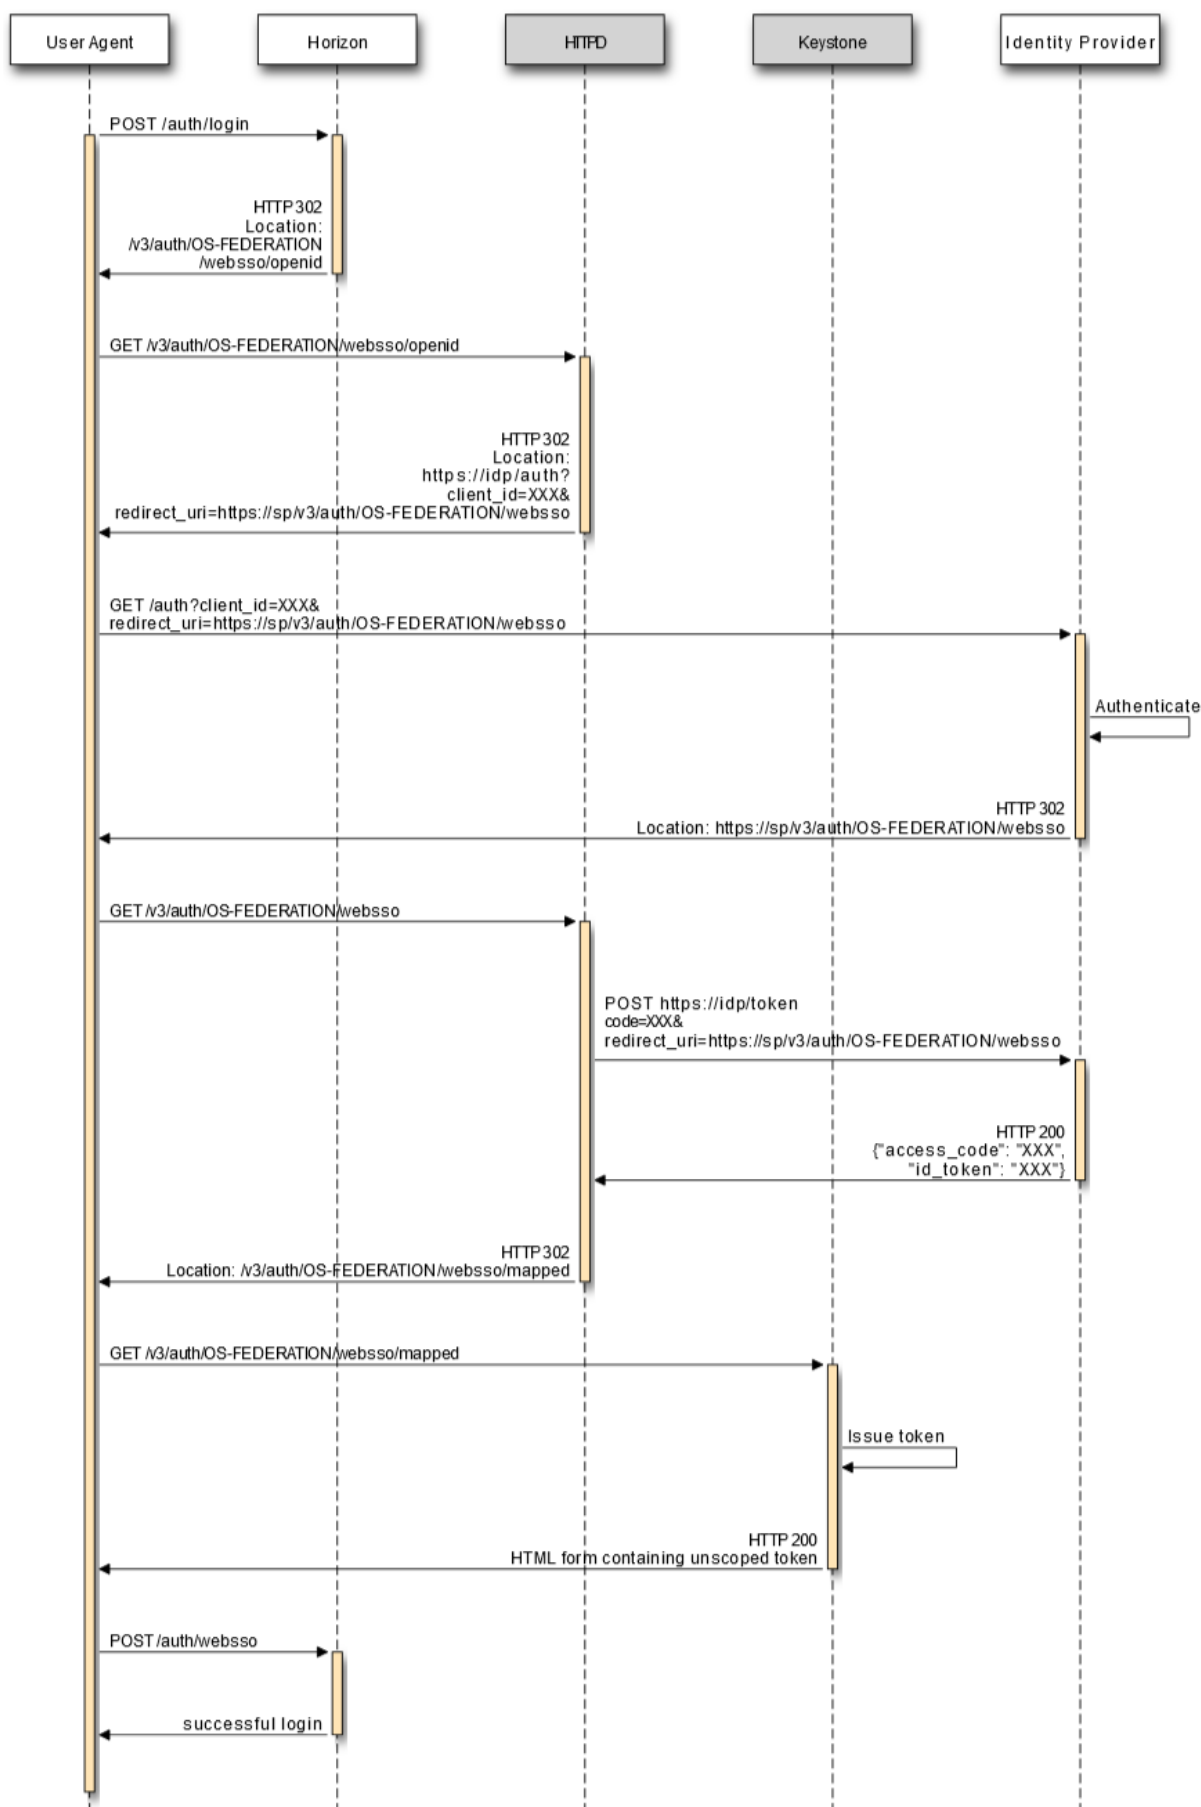 User Agent
Horizon
HTTPD
Keystone
Identity Provider
POST /auth/login
HTTP 302
Location:
/v3/auth/OS-FEDERATION
/websso/openid
GET /v3/auth/OS-FEDERATION/websso/openid
HTTP 302
Location:
https://idp/auth?
client_id=XXX&
redirect_uri=https://sp/v3/auth/OS-FEDERATION/websso
GET /auth?client_id=XXX&
redirect_uri=https://sp/v3/auth/OS-FEDERATION/websso
Authenticate
HTTP 302
Location: https://sp/v3/auth/OS-FEDERATION/websso
GET /v3/auth/OS-FEDERATION/websso
POST https://idp/token
code=XXX&
redirect_uri=https://sp/v3/auth/OS-FEDERATION/websso
HTTP 200
{"access_code": "XXX",
"id_token": "XXX"}
HTTP 302
Location: /v3/auth/OS-FEDERATION/websso/mapped
GET /v3/auth/OS-FEDERATION/websso/mapped
Issue token
HTTP 200
HTML form containing unscoped token
POST /auth/websso
successful login